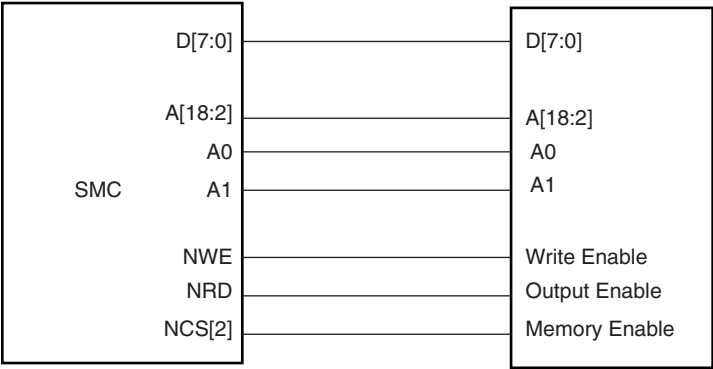 D[7:0] D[7:0]
A[18:2] A[18:2]
A0 A0
SMC A1 A1
NWE Write Enable
NRD Output Enable
NCS[2] Memory Enable